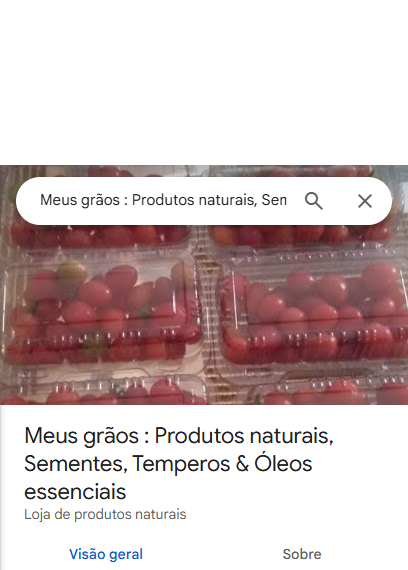 Meus grãos : Produtos naturais, Sem
Meus grãos : Produtos naturais,
Sementes, Temperos & Óleos
essenciais
Loja de produtos naturais
Visão geral Sobre